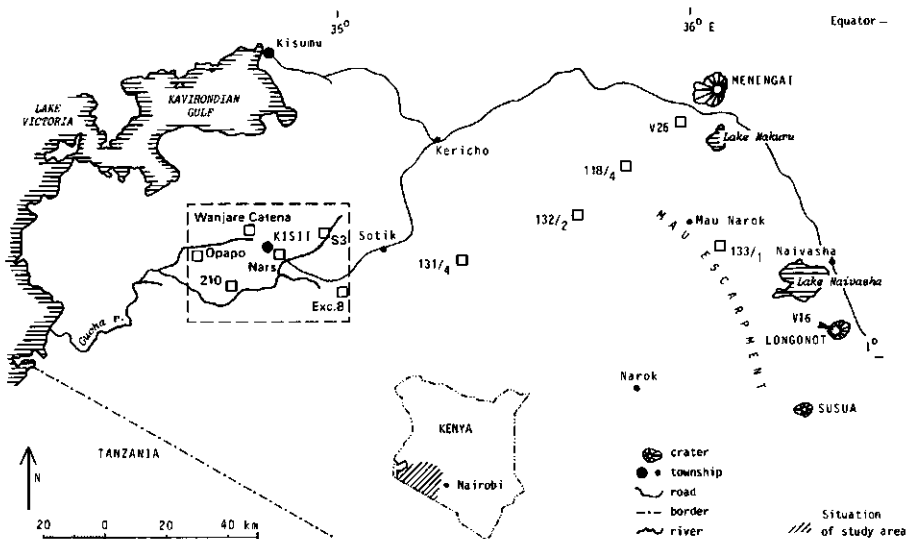 35°
36° E
Equator –
Kisumu
MENENGAI
LAKE
VICTORIA
KAVIRONDIAN
GULF
V26
Lake Nakuru
Kericho
118/4
Wanjare Catena
132/2
Mau Narok
KISII
S3
Sotik
Opapo
Nars.
131/4
133/1
Naivasha
210
Lake Naivasha
Exc.8
MAU ESCARPMENT
Gucha r.
V16
LONGONOT
1°
Narok
SUSUA
KENYA
TANZANIA
Nairobi
crater
township
road
border
river
N
20 0 20 40 km
Situation
of study area